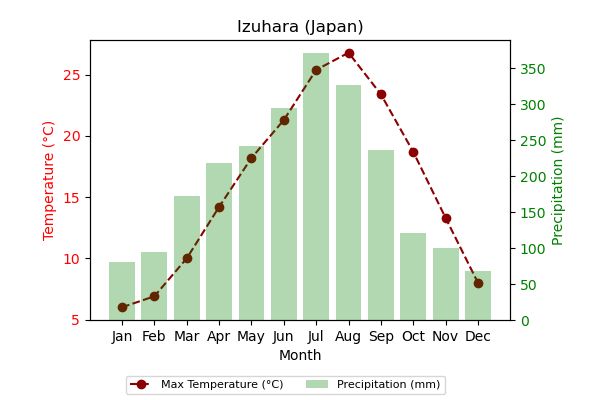 Izuhara (Japan)
Temperature (°C)
25
20
15
10
5
350
300
250
200
150
100
50
0
Precipitation (mm)
Jan Feb Mar Apr May Jun Jul Aug Sep Oct Nov Dec
Month
Max Temperature (°C) Precipitation (mm)